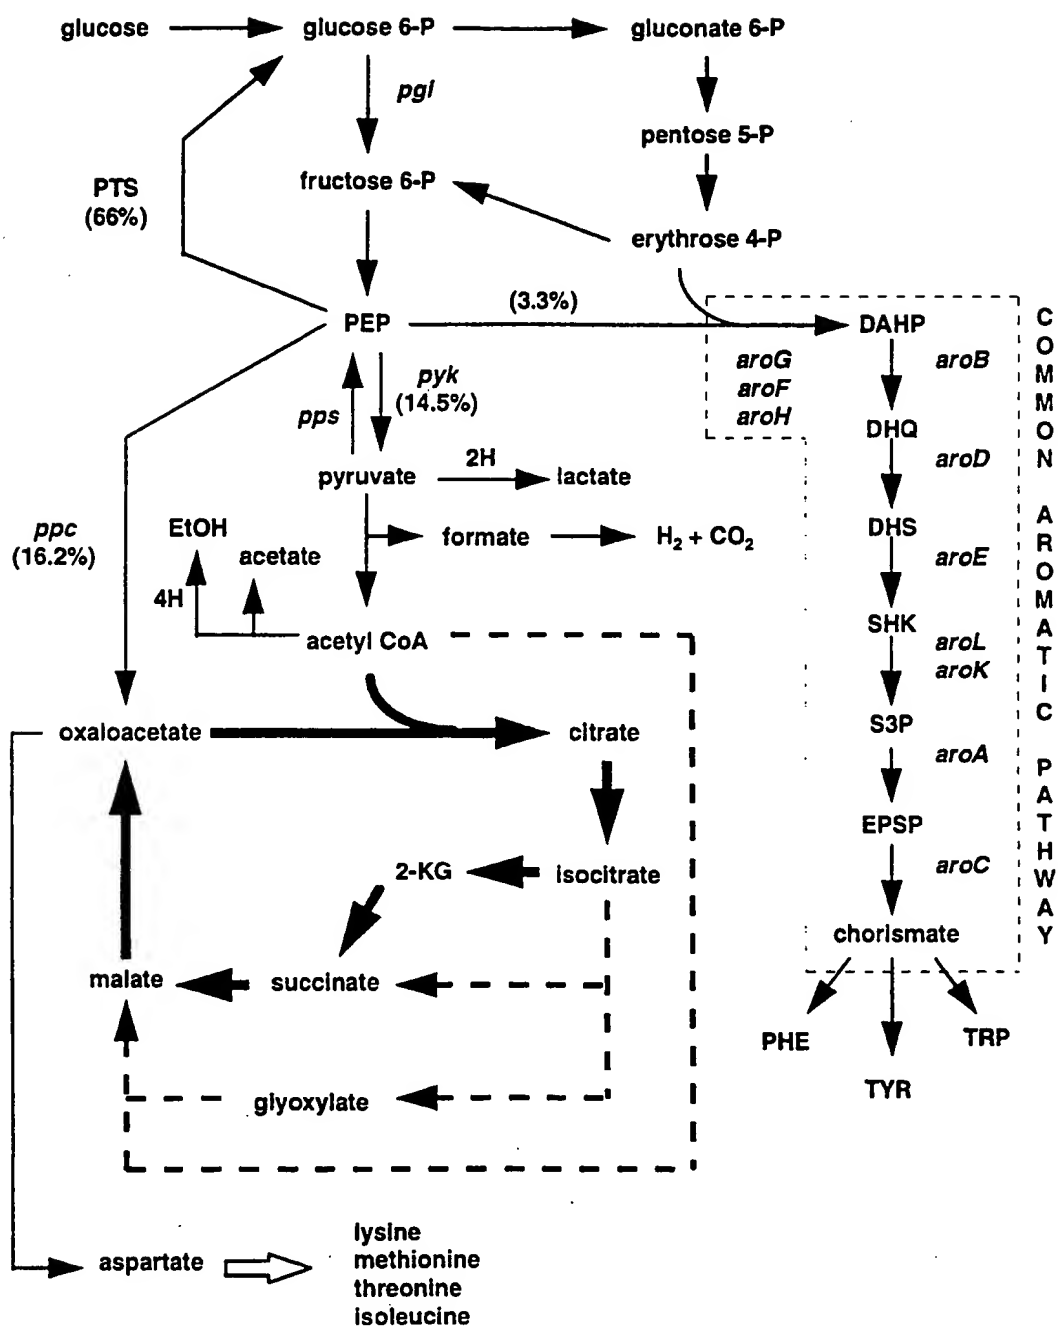 glucose
glucose 6-P
gluconate 6-P
pgi
pentose 5-P
PTS
(66%)
fructose 6-P
erythrose 4-P
(3.3%)
PEP
DAHP
COMMON AROMATIC PATHWAY
aroG
aroF
aroH
aroB
pyk
(14.5%)
pps
DHQ
aroD
pyruvate
2H
lactate
ppc
(16.2%)
EtOH
acetate
4H
formate
H₂ + CO₂
DHS
aroE
acetyl CoA
SHK
aroL
aroK
oxaloacetate
citrate
S3P
aroA
EPSP
2-KG
isocitrate
aroC
chorismate
malate
succinate
PHE
TRP
TYR
glyoxylate
aspartate
lysine
methionine
threonine
isoleucine